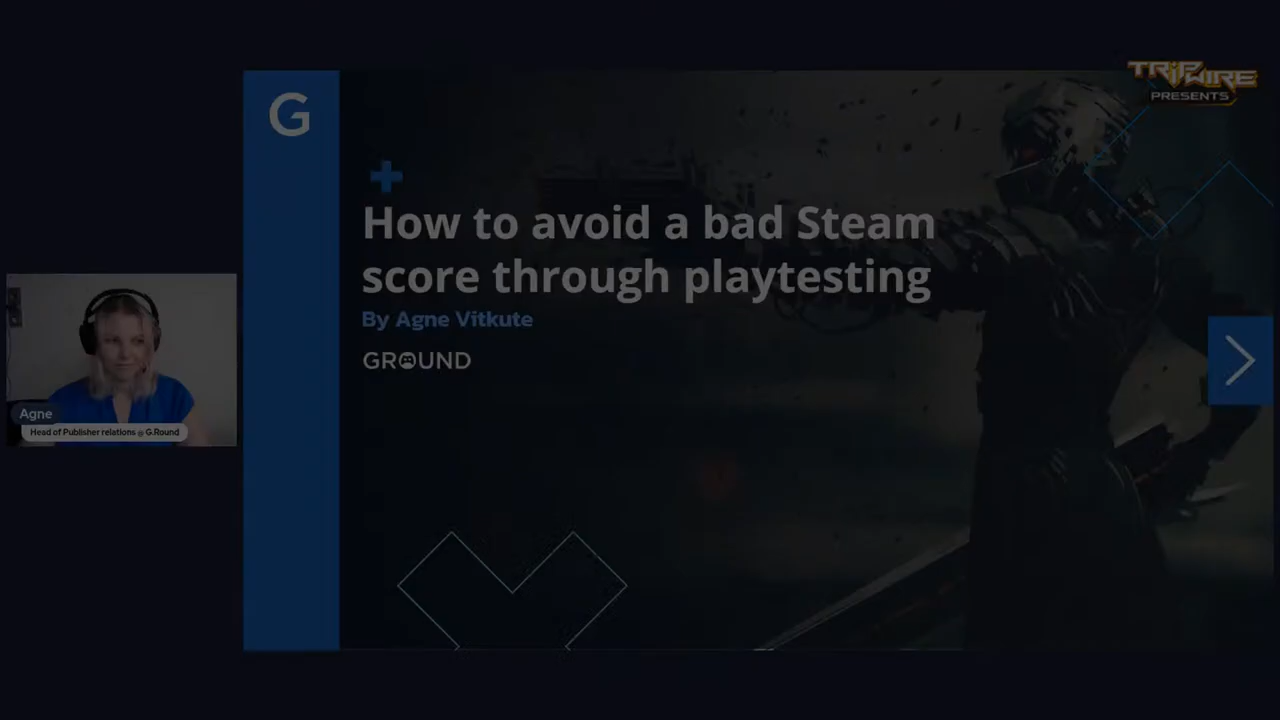 G
TRIPWIRE
PRESENTS
How to avoid a bad Steam
score through playtesting
By Agne Vitkute
GROUND
Agne
Head of Publisher relations @ G.Round